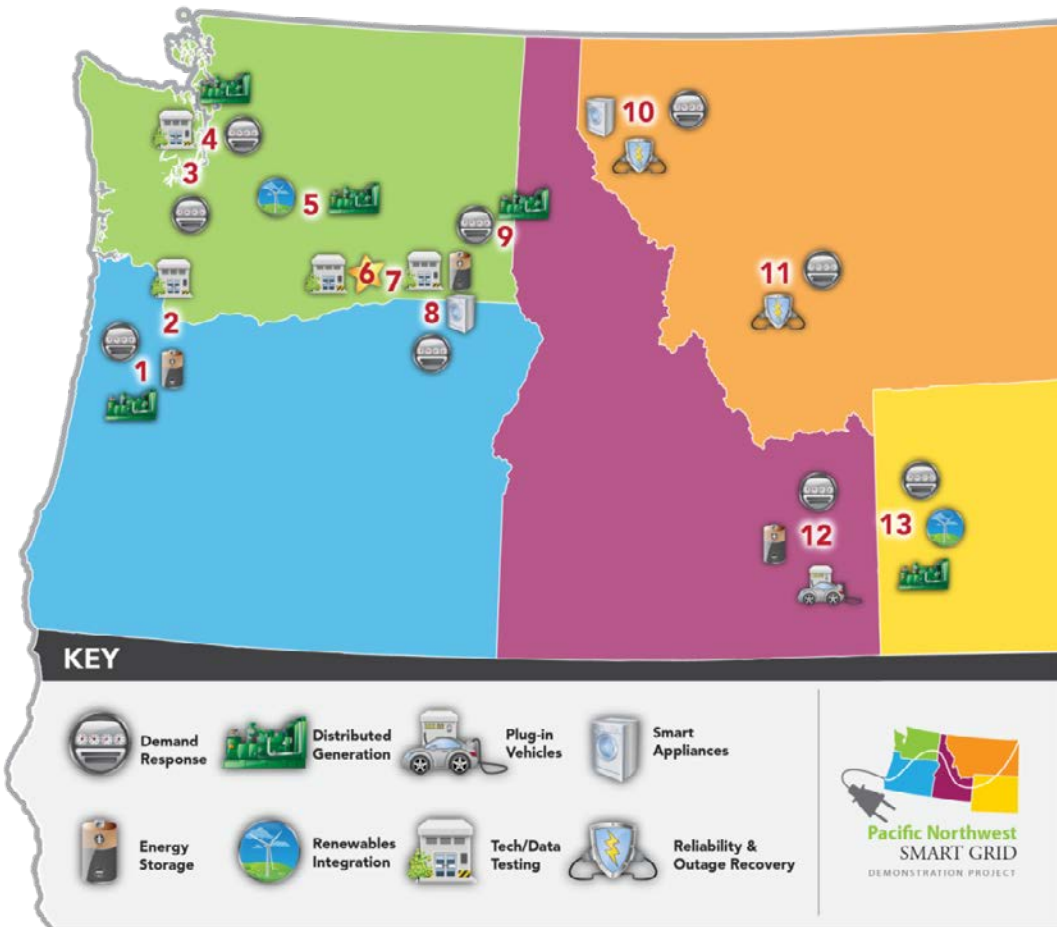 10
4
3
5
9
6
7
11
8
2
1
12
13
KEY
Demand
Response
Distributed
Generation
Plug-in
Vehicles
Smart
Appliances
Energy
Storage
Renewables
Integration
Tech/Data
Testing
Reliability &
Outage Recovery
Pacific Northwest
SMART GRID
DEMONSTRATION PROJECT